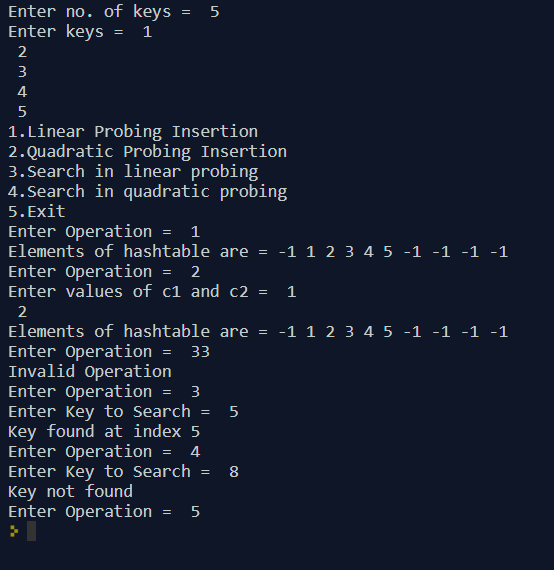 Enter no. of keys =  5
Enter keys =  1
 2
 3
 4
 5
1.Linear Probing Insertion
2.Quadratic Probing Insertion
3.Search in linear probing
4.Search in quadratic probing
5.Exit
Enter Operation =  1
Elements of hashtable are = -1 1 2 3 4 5 -1 -1 -1 -1
Enter Operation =  2
Enter values of c1 and c2 =  1
 2
Elements of hashtable are = -1 1 2 3 4 5 -1 -1 -1 -1
Enter Operation =  33
Invalid Operation
Enter Operation =  3
Enter Key to Search =  5
Key found at index 5
Enter Operation =  4
Enter Key to Search =  8
Key not found
Enter Operation =  5